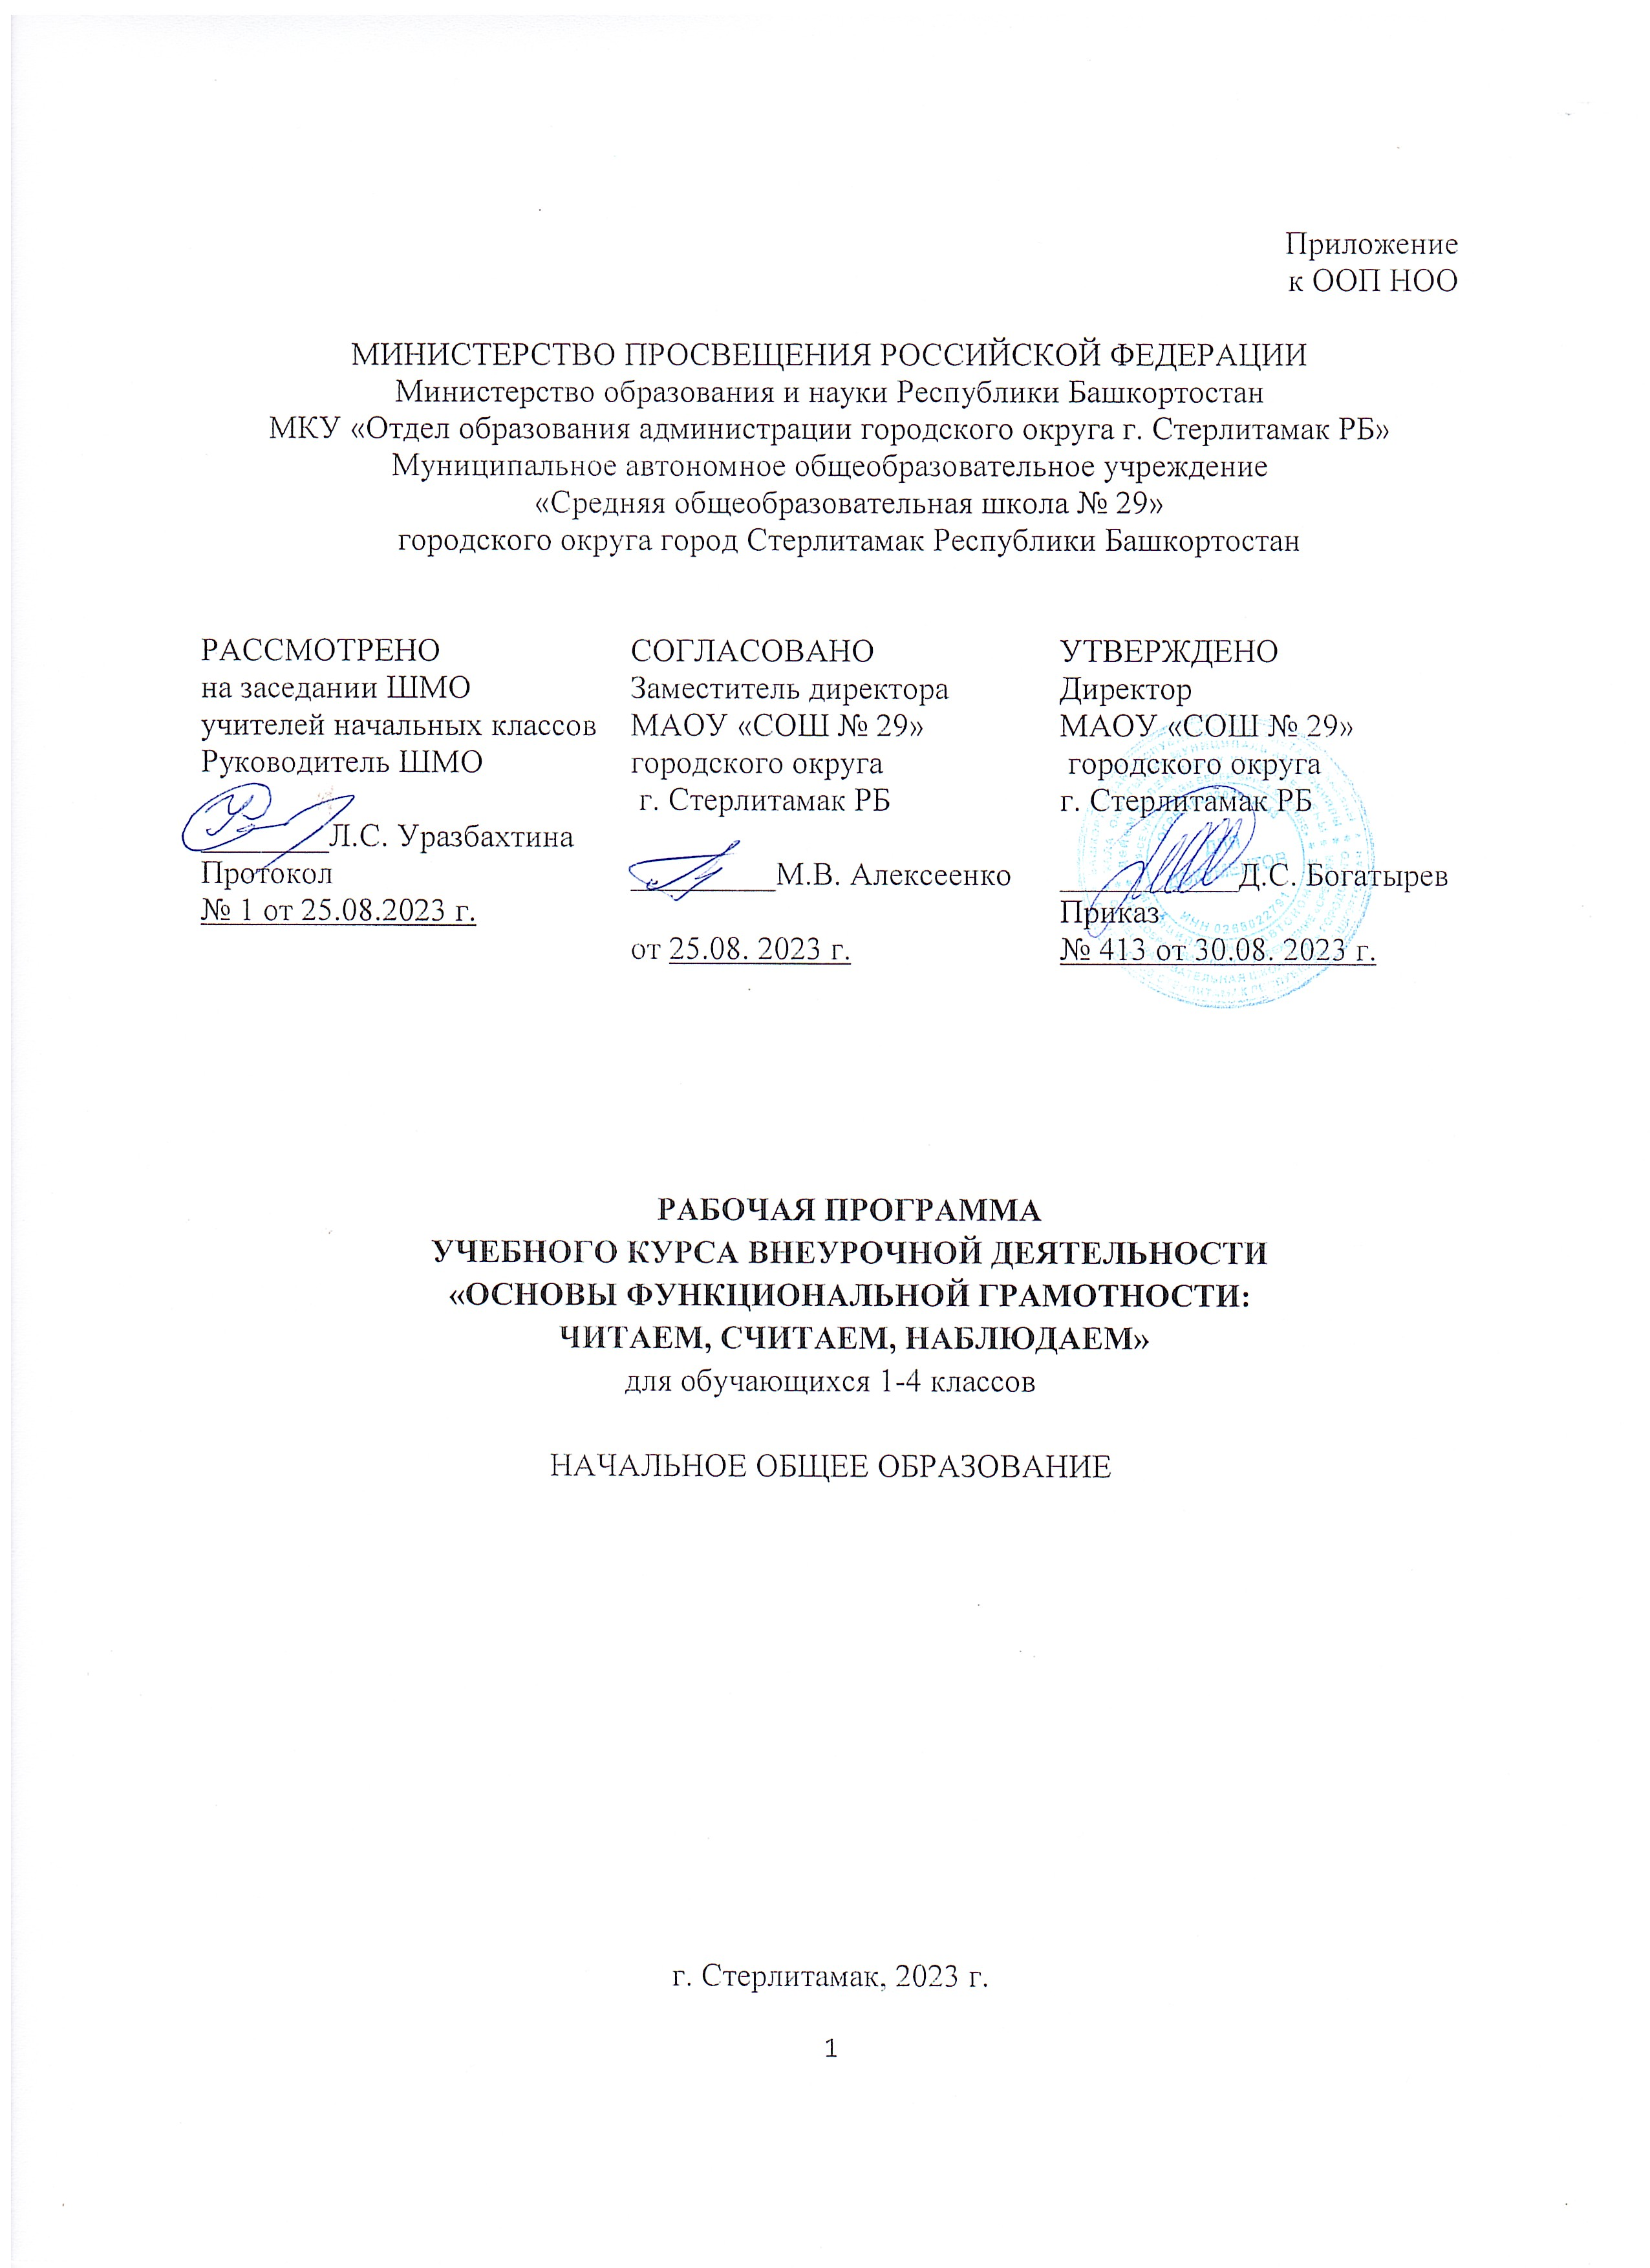 Приложение
к ООП НОО
МИНИСТЕРСТВО ПРОСВЕЩЕНИЯ РОССИЙСКОЙ ФЕДЕРАЦИИ
Министерство образования и науки Республики Башкортостан
МКУ «Отдел образования администрации городского округа г. Стерлитамак РБ»
Муниципальное автономное общеобразовательное учреждение
«Средняя общеобразовательная школа № 29»
городского округа город Стерлитамак Республики Башкортостан
РАССМОТРЕНО
на заседании ШМО
учителей начальных классов
Руководитель ШМО
Л.С. Уразбахтина
Протокол
№ 1 от 25.08.2023 г.
СОГЛАСОВАНО
Заместитель директора
МАОУ «СОШ № 29»
городского округа
г. Стерлитамак РБ
М.В. Алексеенко
от 25.08. 2023 г.
УТВЕРЖДЕНО
Директор
МАОУ «СОШ № 29»
городского округа
г. Стерлитамак РБ
Д.С. Богатырев
Приказ
№ 413 от 30.08. 2023 г.
РАБОЧАЯ ПРОГРАММА
УЧЕБНОГО КУРСА ВНЕУРОЧНОЙ ДЕЯТЕЛЬНОСТИ
«ОСНОВЫ ФУНКЦИОНАЛЬНОЙ ГРАМОТНОСТИ:
ЧИТАЕМ, СЧИТАЕМ, НАБЛЮДАЕМ»
для обучающихся 1-4 классов
НАЧАЛЬНОЕ ОБЩЕЕ ОБРАЗОВАНИЕ
г. Стерлитамак, 2023 г.
1